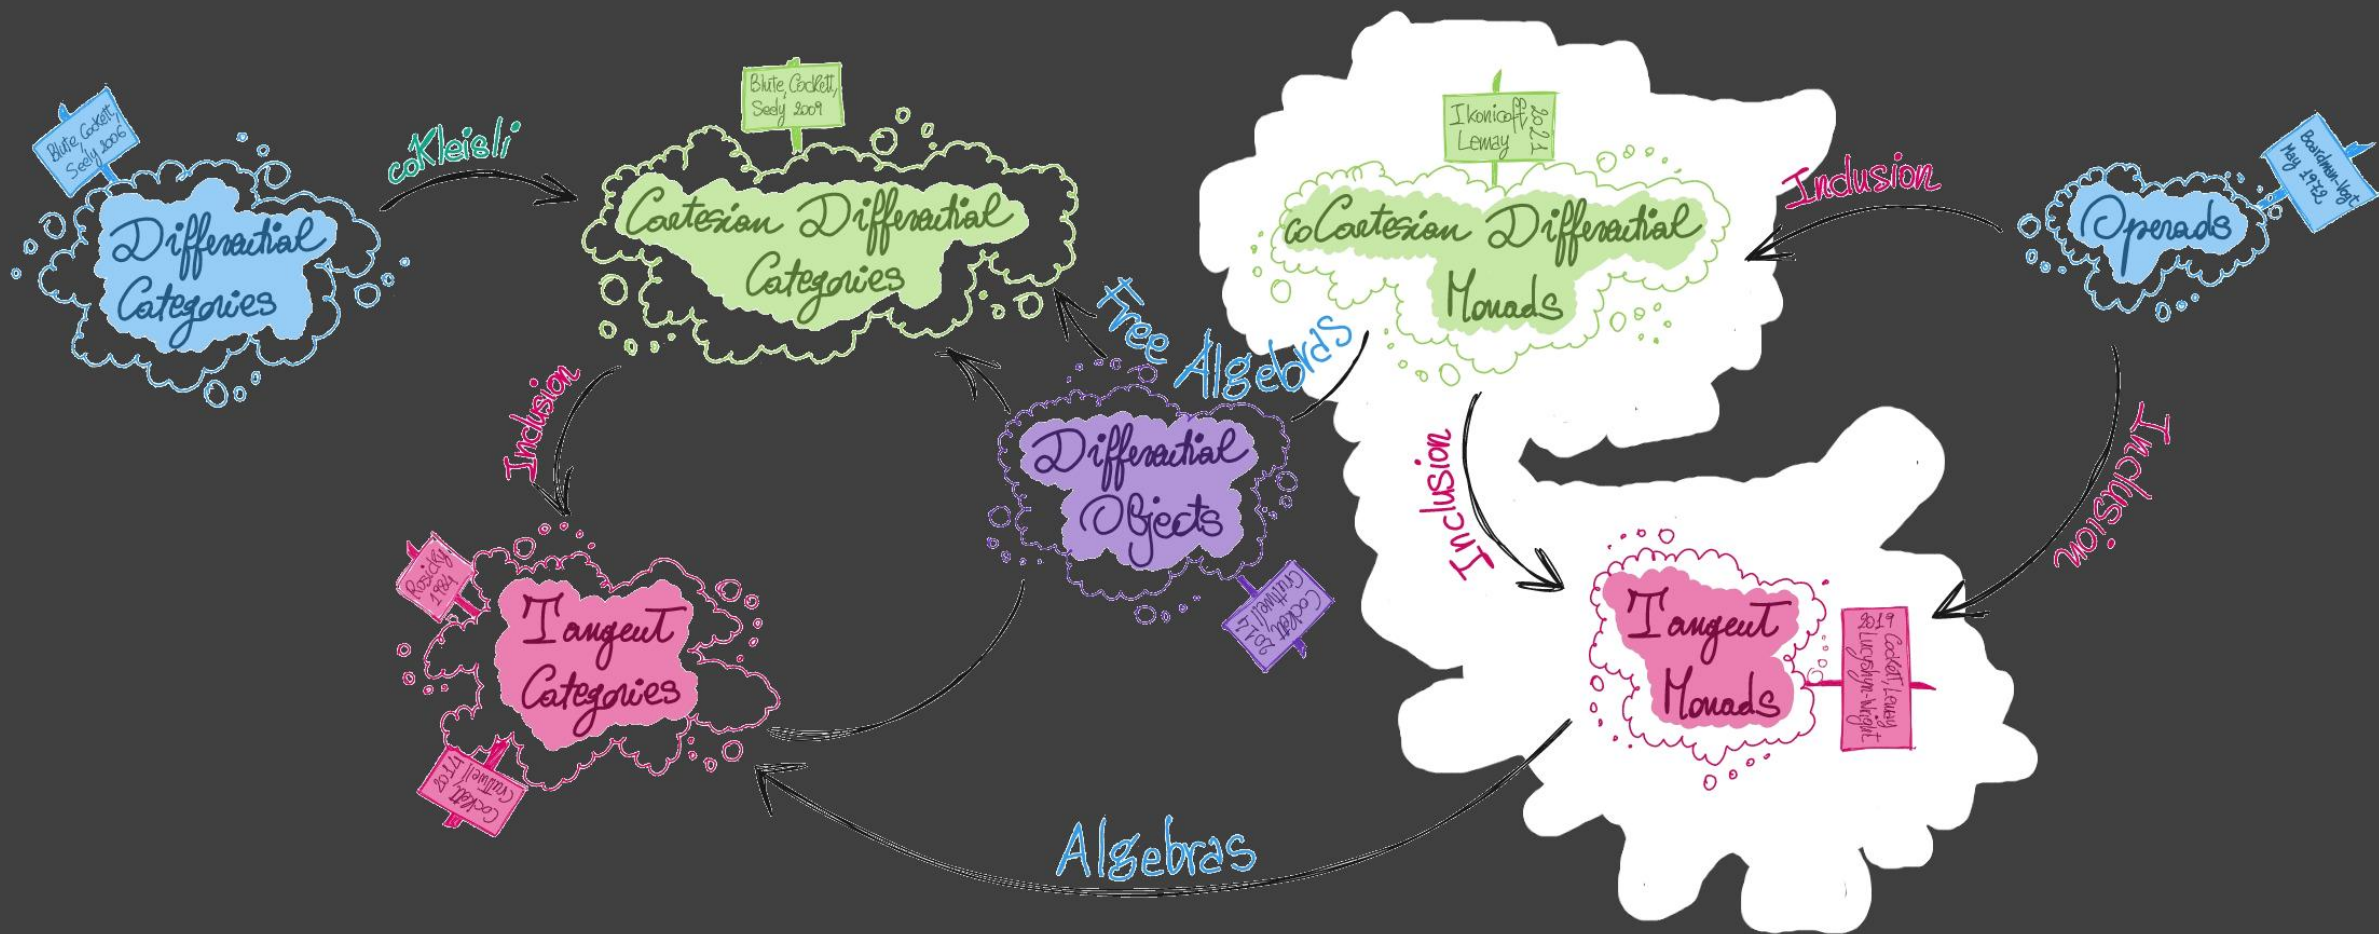 Blute, Cockett,
Seely 2006
Differential
Categories
coKleisli
Blute, Cockett,
Seely 2009
Cartesian Differential
Categories
Inclusion
Rosický
1984
Tangent
Categories
Cockett,
Cruttwell
2014
Free Algebras
Differential
Objects
Cockett,
Cruttwell
2014
Ikonicoff,
Lemay
2021
coCartesian Differential
Monads
Inclusion
Boardman-Vogt
May 1972
Operads
Inclusion
Inclusion
Tangent
Monads
2019 Cockett, Lemay
Lucyshyn-Wright
Algebras